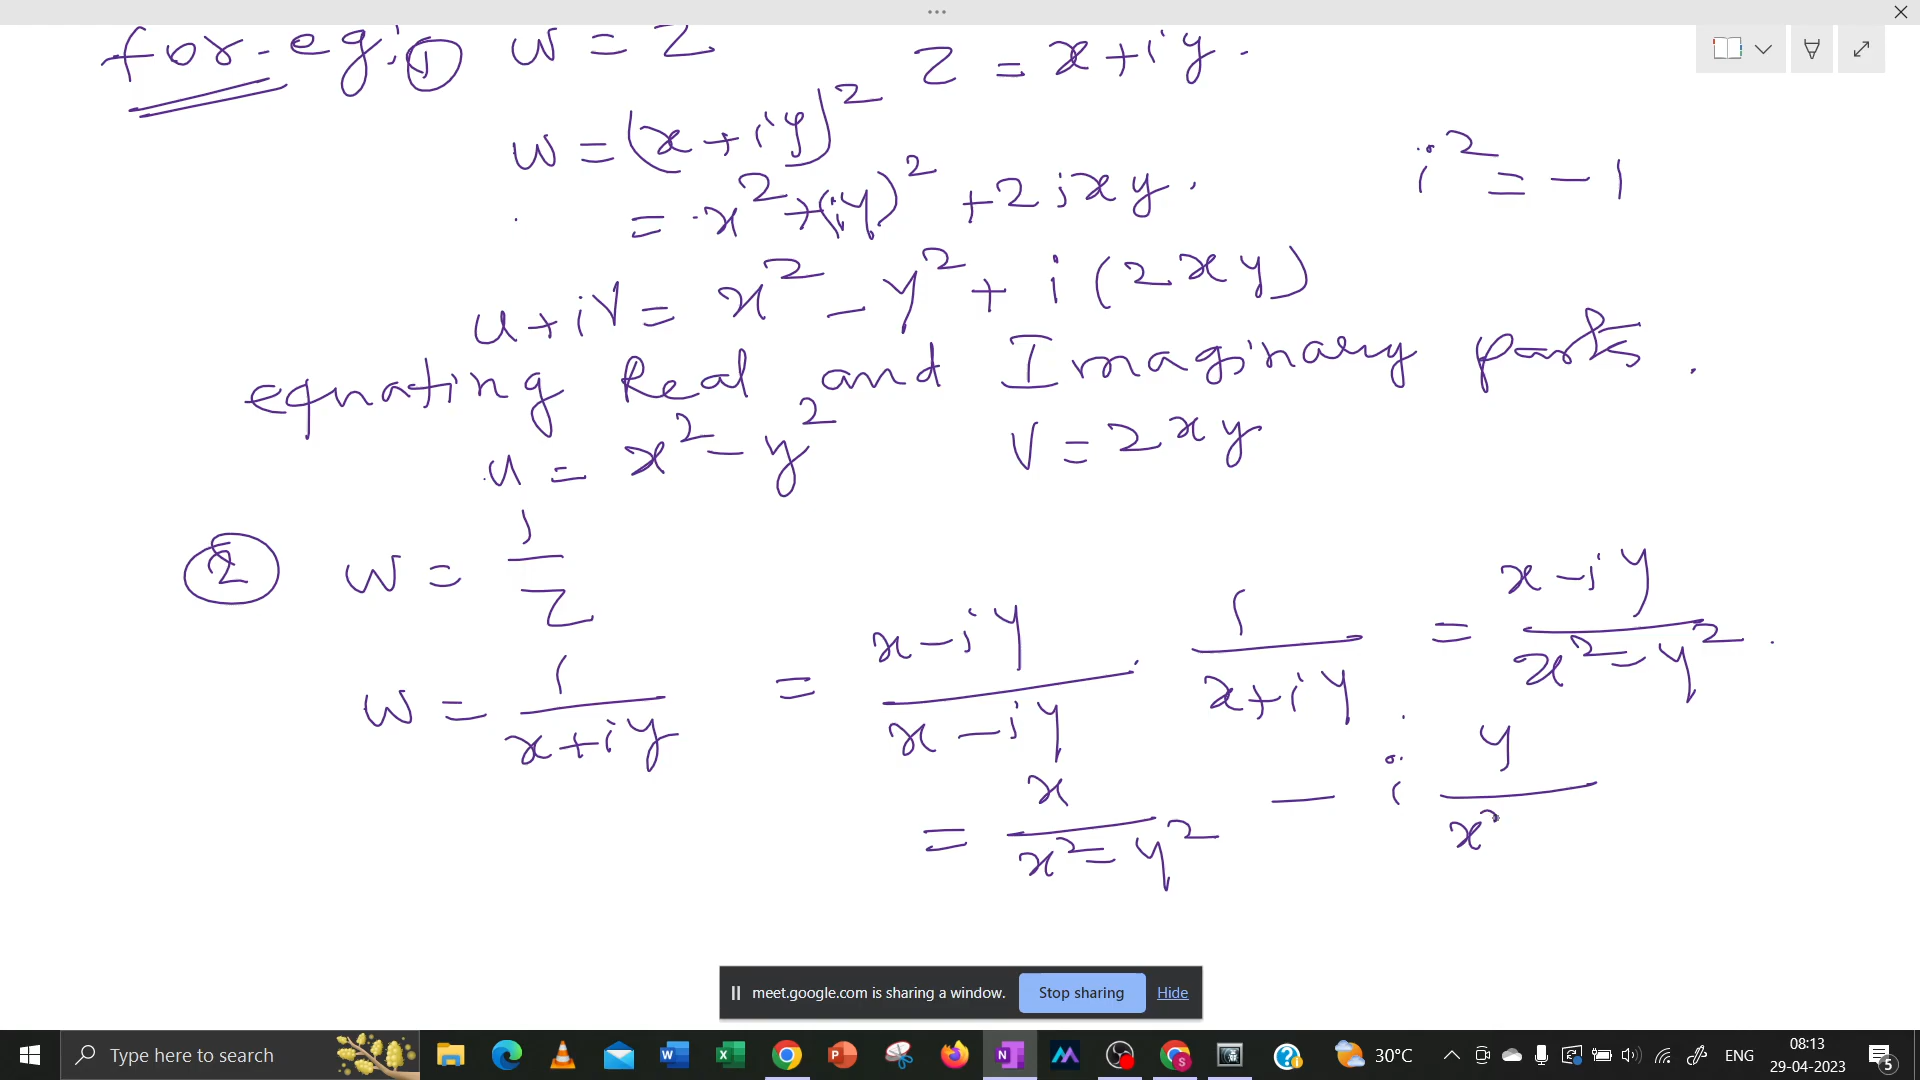 for-eg:① w = z z = x+iy.
w = (x+iy)²
i² = -1
= x²+(iy)² +2ixy.
u+iv = x² - y² + i (2xy)
equating Real and Imaginary parts.
u = x² - y² v = 2xy
② w = 1/z
w = 1/(x+iy) = (x-iy)/(x-iy) . 1/(x+iy) = (x-iy)/(x²-y²).
= x/(x²-y²) - i y/x²
meet.google.com is sharing a window. Stop sharing Hide
Type here to search 30°C ENG 08:13 29-04-2023 5